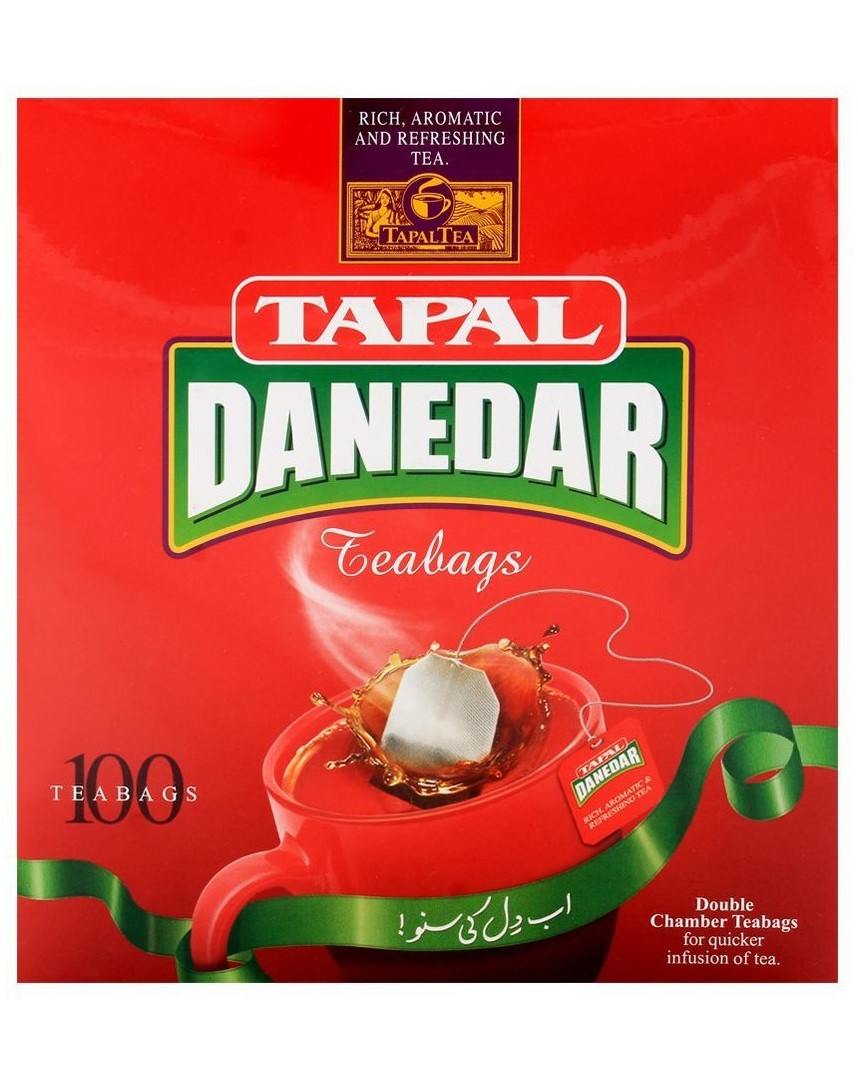 RICH, AROMATIC
AND REFRESHING
TEA.
TAPAL TEA
TAPAL
DANEDAR
Teabags
100
TEABAGS
TAPAL
DANEDAR
RICH, AROMATIC &
REFRESHING TEA
اب دِل کی سنو!
Double
Chamber Teabags
for quicker
infusion of tea.